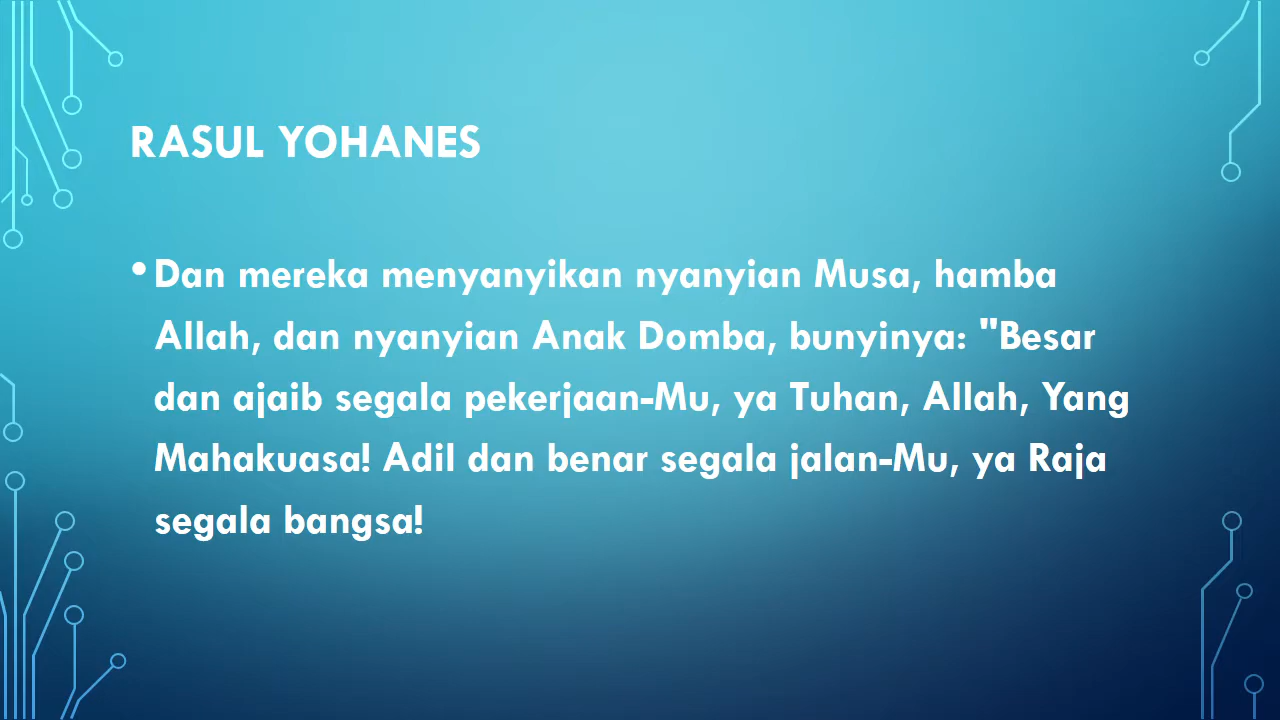 RASUL YOHANES
• Dan mereka menyanyikan nyanyian Musa, hamba
Allah, dan nyanyian Anak Domba, bunyinya: "Besar
dan ajaib segala pekerjaan-Mu, ya Tuhan, Allah, Yang
Mahakuasa! Adil dan benar segala jalan-Mu, ya Raja
segala bangsa!